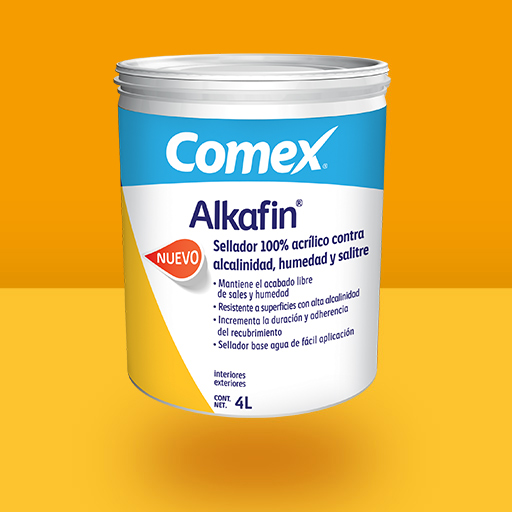 Comex®
Alkafin®
NUEVO
Sellador 100% acrílico contra
alcalinidad, humedad y salitre
• Mantiene el acabado libre
de sales y humedad
• Resistente a superficies con alta alcalinidad
• Incrementa la duración y adherencia
del recubrimiento
• Sellador base agua de fácil aplicación
interiores
exteriores
CONT.
NET. 4L